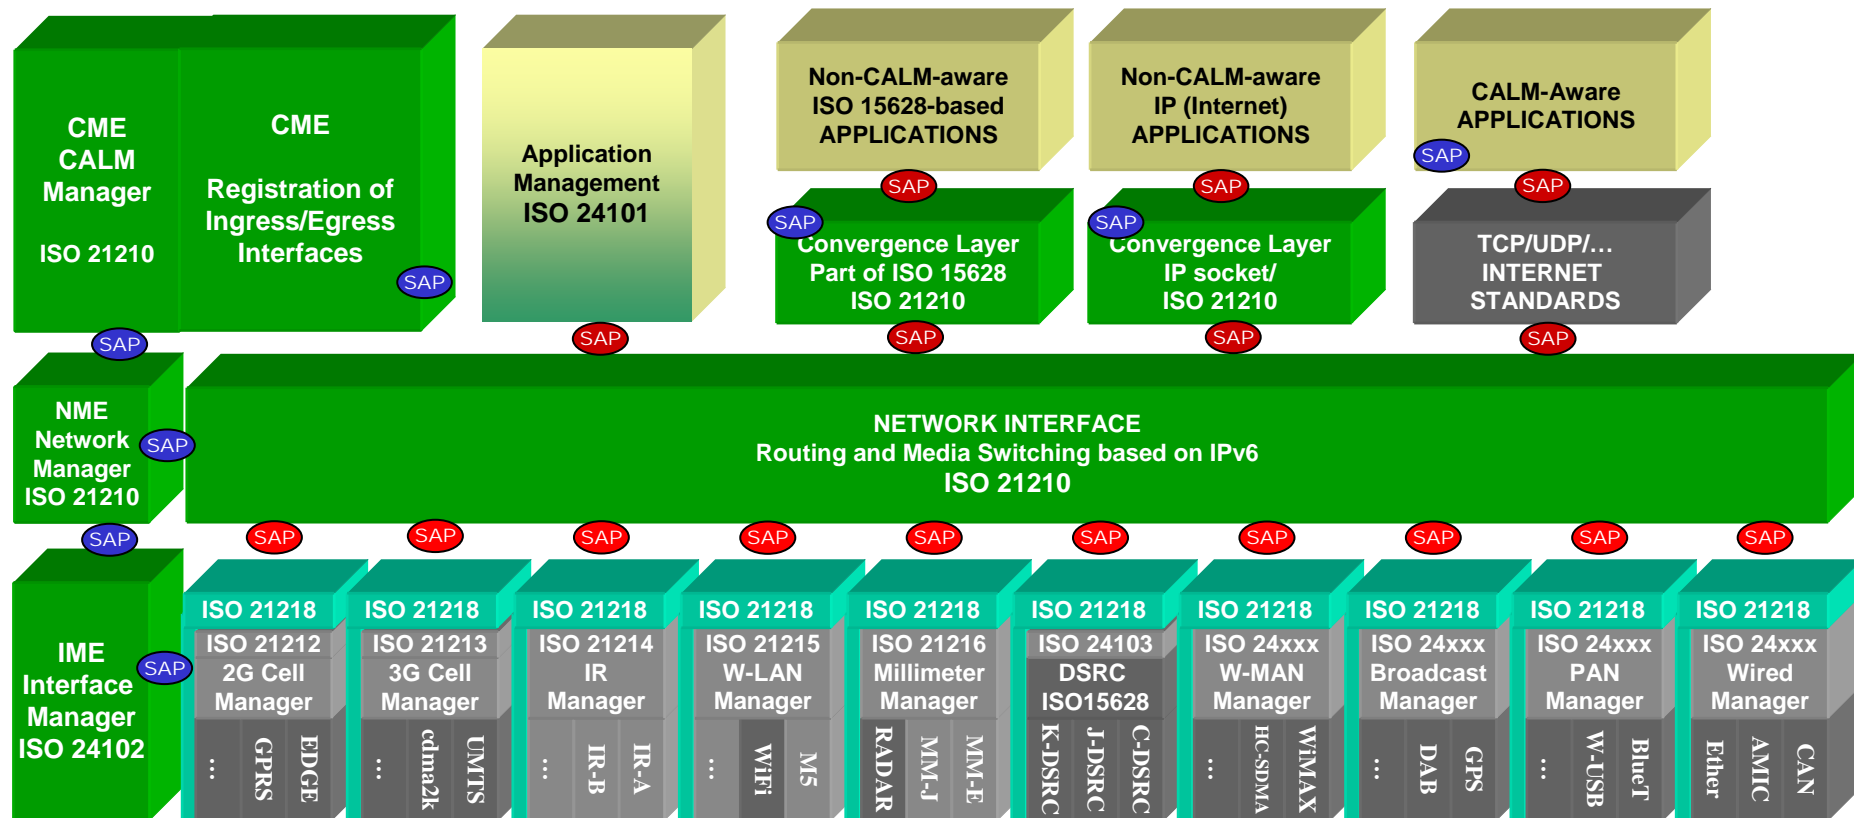 CME
CALM
Manager
ISO 21210
CME
Registration of
Ingress/Egress
Interfaces
SAP
SAP
Application
Management
ISO 24101
SAP
Non-CALM-aware
ISO 15628-based
APPLICATIONS
SAP
SAP
Convergence Layer
Part of ISO 15628
ISO 21210
SAP
Non-CALM-aware
IP (Internet)
APPLICATIONS
SAP
SAP
Convergence Layer
IP socket/
ISO 21210
SAP
CALM-Aware
APPLICATIONS
SAP
SAP
TCP/UDP/…
INTERNET
STANDARDS
SAP
NME
Network
Manager
ISO 21210
SAP
SAP
NETWORK INTERFACE
Routing and Media Switching based on IPv6
ISO 21210
SAP
SAP
SAP
SAP
SAP
SAP
SAP
SAP
SAP
SAP
IME
Interface
Manager
ISO 24102
SAP
ISO 21218
ISO 21212
2G Cell
Manager
...
GPRS
EDGE
ISO 21218
ISO 21213
3G Cell
Manager
...
cdma2k
UMTS
ISO 21218
ISO 21214
IR
Manager
...
IR-B
IR-A
ISO 21218
ISO 21215
W-LAN
Manager
...
WiFi
M5
ISO 21218
ISO 21216
Millimeter
Manager
RADAR
MM-J
MM-E
ISO 21218
ISO 24103
DSRC
ISO15628
K-DSRC
J-DSRC
C-DSRC
ISO 21218
ISO 24xxx
W-MAN
Manager
...
HC-SDMA
WiMAX
ISO 21218
ISO 24xxx
Broadcast
Manager
...
DAB
GPS
ISO 21218
ISO 24xxx
PAN
Manager
...
W-USB
BlueT
ISO 21218
ISO 24xxx
Wired
Manager
Ether
AMIC
CAN